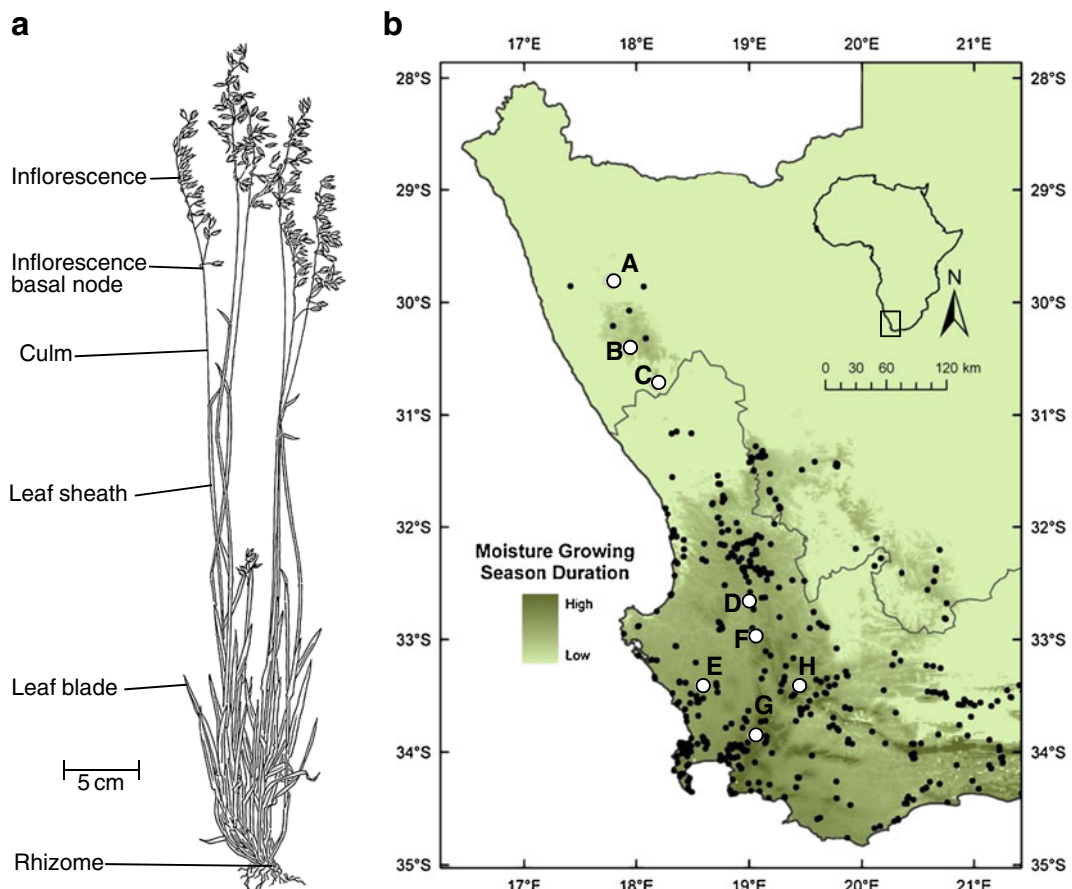 a
Inflorescence
Inflorescence
basal node
Culm
Leaf sheath
Leaf blade
5 cm
Rhizome
b
17°E 18°E 19°E 20°E 21°E
28°S 28°S
29°S 29°S
30°S 30°S
31°S 31°S
32°S 32°S
33°S 33°S
34°S 34°S
35°S 35°S
17°E 18°E 19°E 20°E 21°E
A
B
C
D
F
E
H
G
N
0 30 60 120 km
Moisture Growing
Season Duration
High
Low